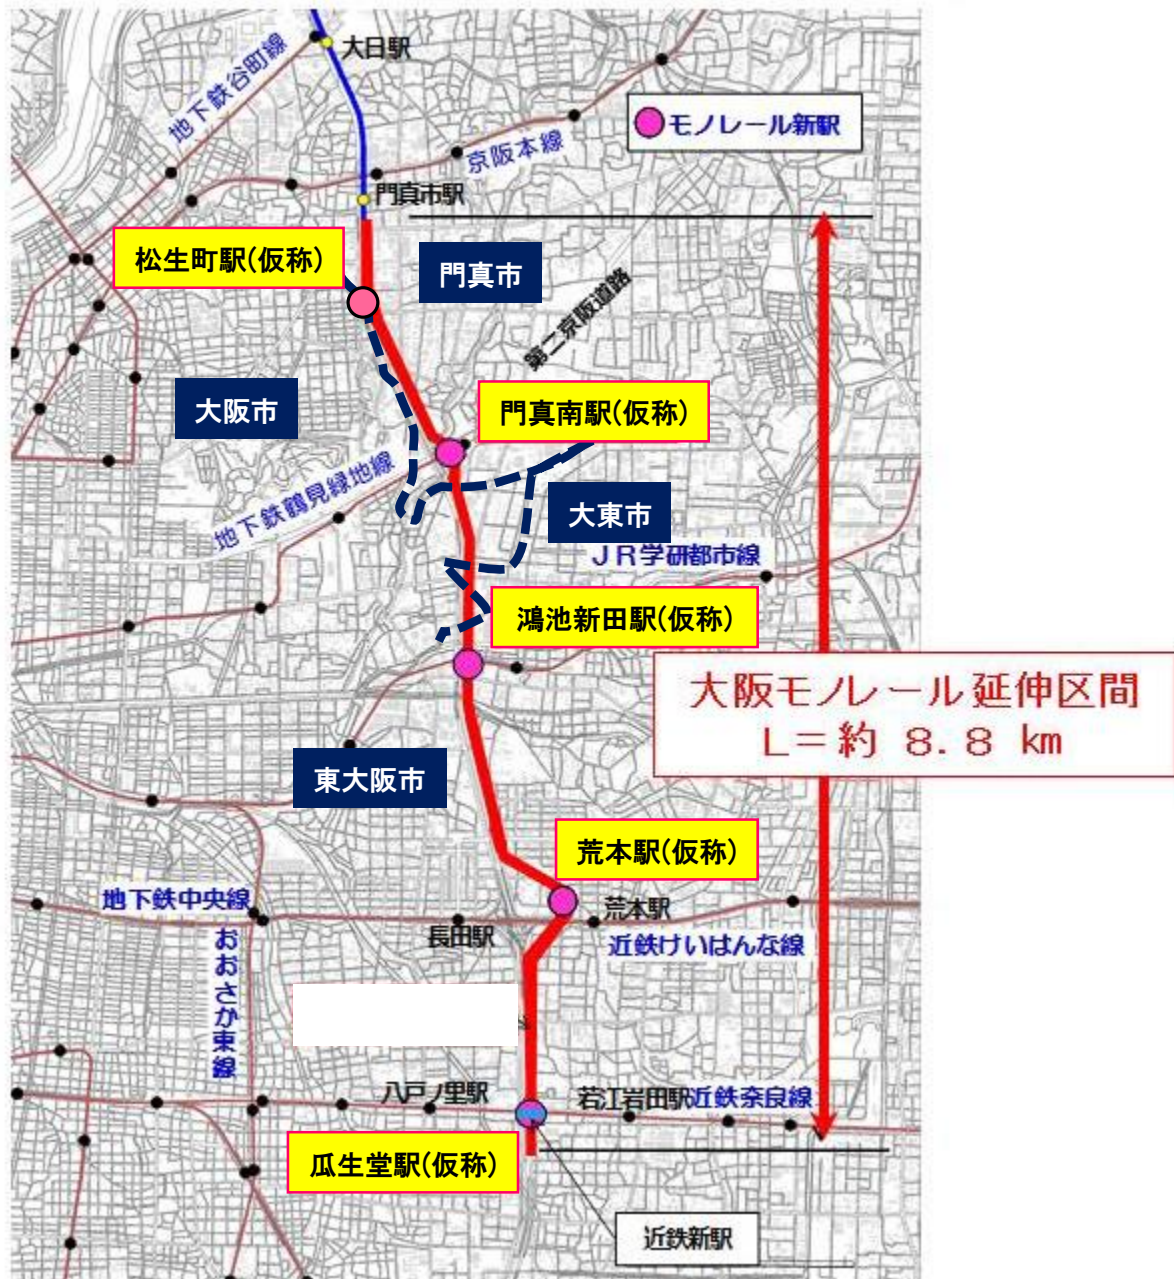 大日駅
地下鉄谷町線
モノレール新駅
京阪本線
門真市駅
松生町駅(仮称)
門真市
第二京阪道路
大阪市
門真南駅(仮称)
地下鉄鶴見緑地線
大東市
JR学研都市線
鴻池新田駅(仮称)
大阪モノレール延伸区間
L=約 8.8 km
東大阪市
荒本駅(仮称)
地下鉄中央線
荒本駅
長田駅
近鉄けいはんな線
おおさか東線
八戸ノ里駅
若江岩田駅
近鉄奈良線
瓜生堂駅(仮称)
近鉄新駅